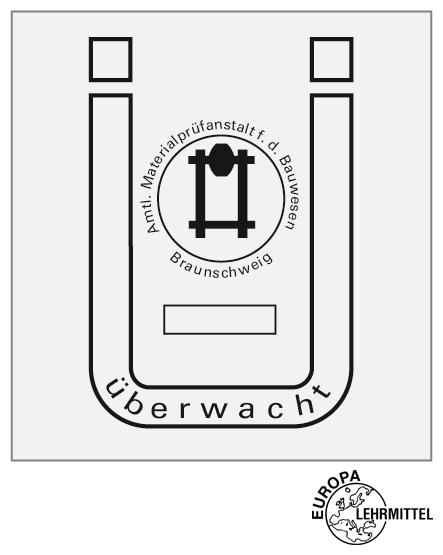 Amtl. Materialprüfanstalt f. d. Bauwesen
Braunschweig
überwacht
EUROPA
LEHRMITTEL